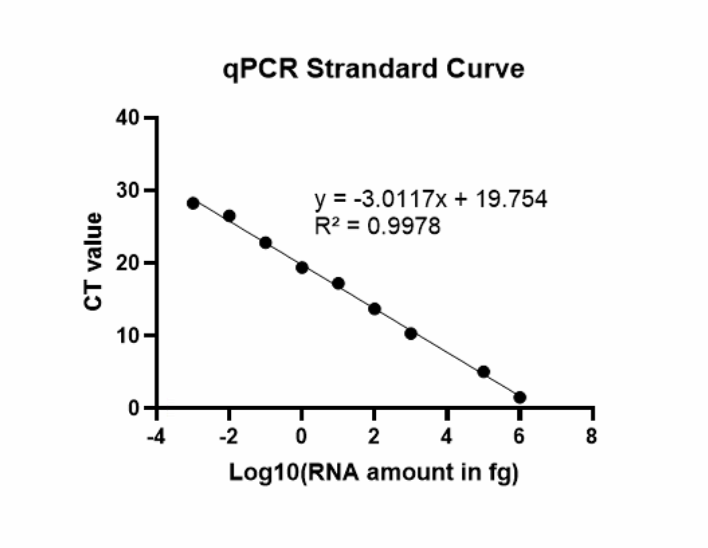 qPCR Strandard Curve
40
30
20
10
0
CT value
y = -3.0117x + 19.754
R² = 0.9978
-4 -2 0 2 4 6 8
Log10(RNA amount in fg)